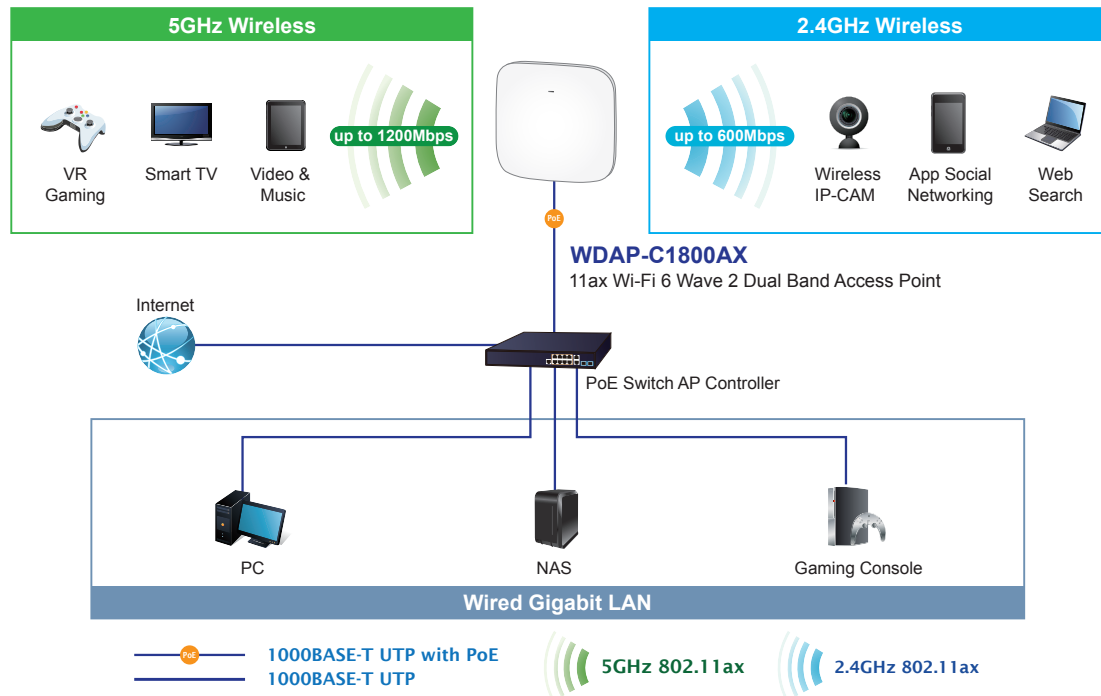 5GHz Wireless
2.4GHz Wireless
up to 1200Mbps
up to 600Mbps
VR
Gaming
Smart TV
Video &
Music
Wireless
IP-CAM
App Social
Networking
Web
Search
PoE
WDAP-C1800AX
11ax Wi-Fi 6 Wave 2 Dual Band Access Point
Internet
PoE Switch AP Controller
PC
NAS
Gaming Console
Wired Gigabit LAN
PoE
1000BASE-T UTP with PoE
1000BASE-T UTP
5GHz 802.11ax
2.4GHz 802.11ax